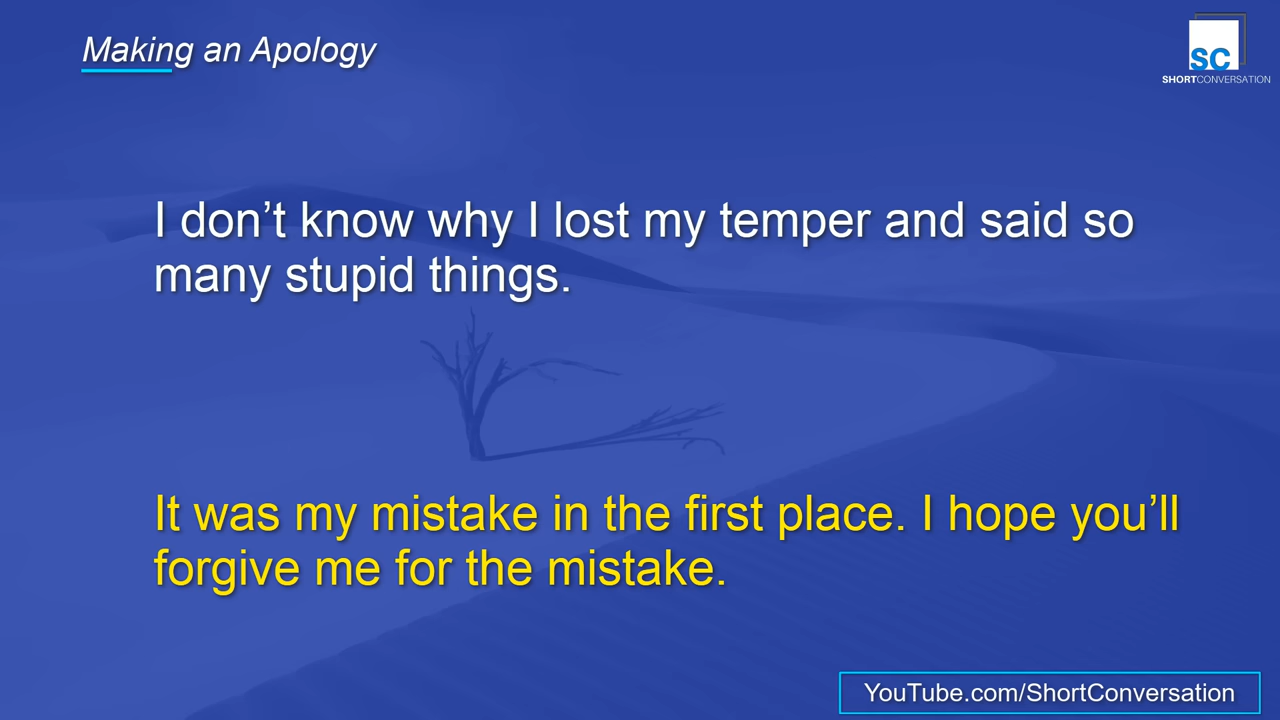 Making an Apology
SC
SHORTCONVERSATION
I don’t know why I lost my temper and said so
many stupid things.
It was my mistake in the first place. I hope you’ll
forgive me for the mistake.
YouTube.com/ShortConversation